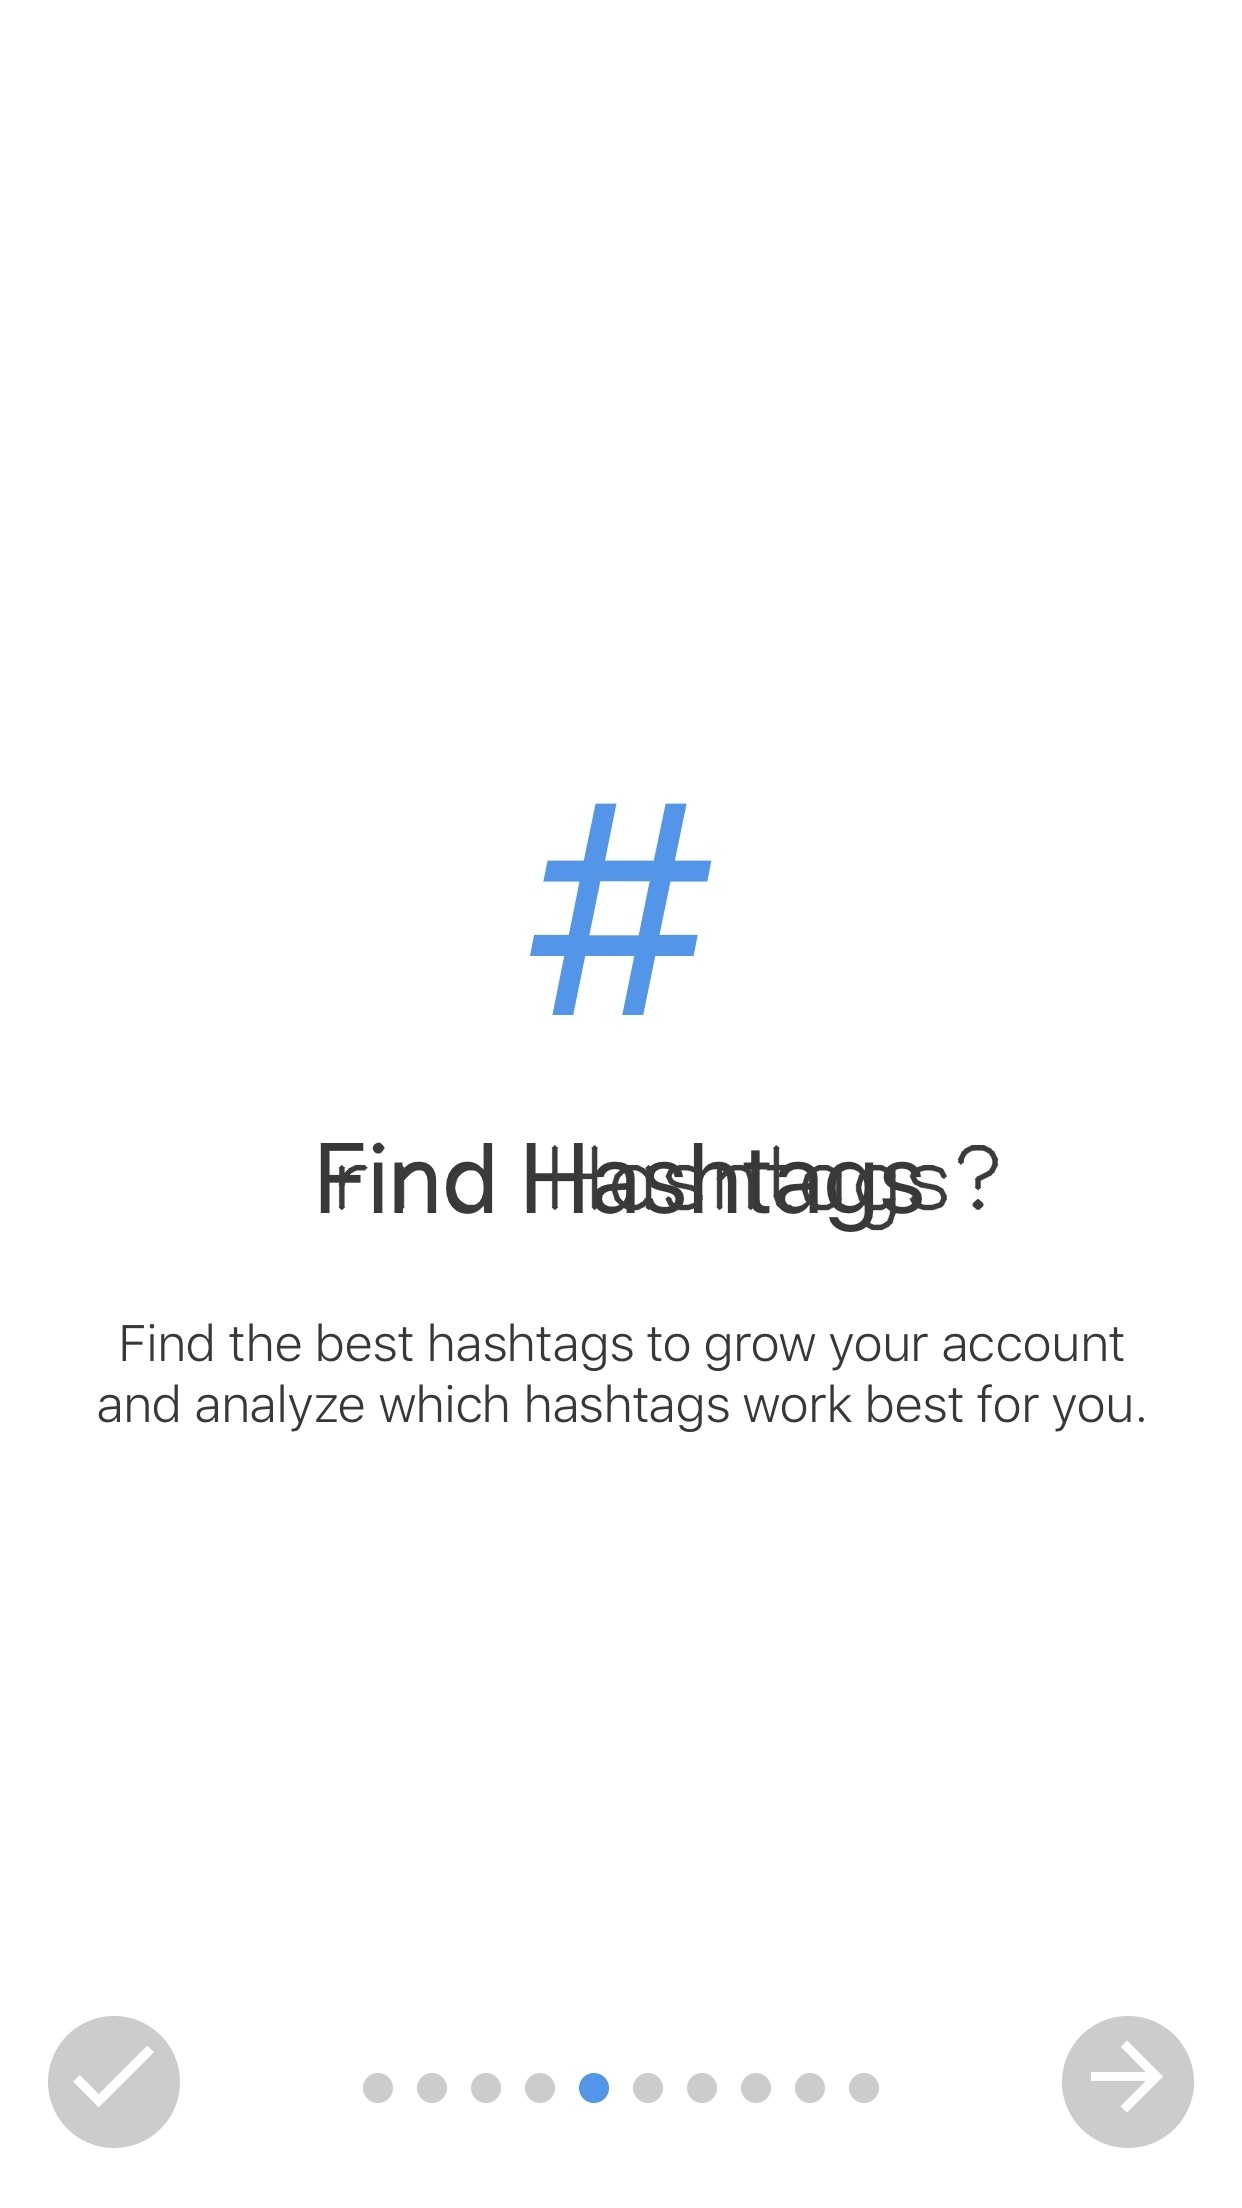 #
Find Hashtags
Find the best hashtags to grow your account
and analyze which hashtags work best for you.